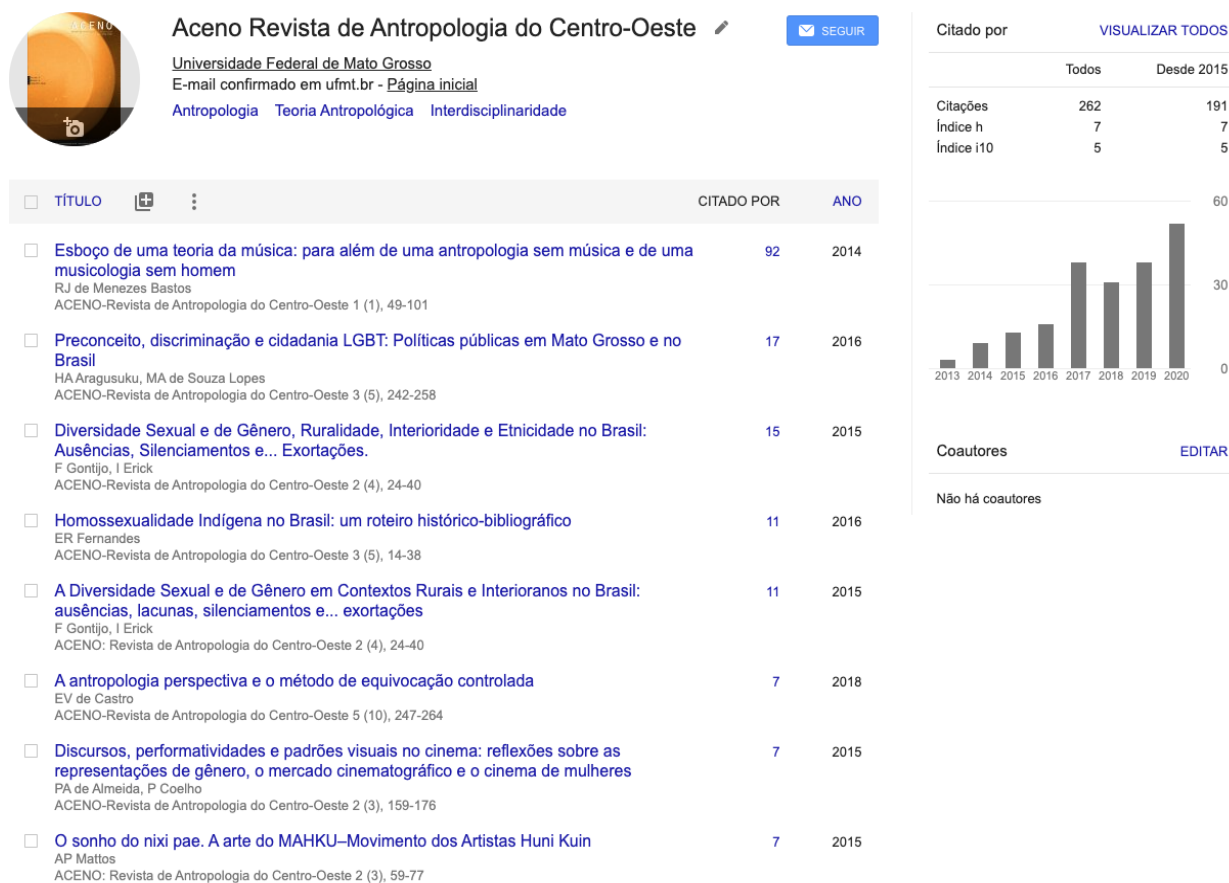 ACENO
Aceno Revista de Antropologia do Centro-Oeste
SEGUIR
Universidade Federal de Mato Grosso
E-mail confirmado em ufmt.br - Página inicial
Antropologia Teoria Antropológica Interdisciplinaridade
TÍTULO CITADO POR ANO
Esboço de uma teoria da música: para além de uma antropologia sem música e de uma 92 2014
musicologia sem homem
RJ de Menezes Bastos
ACENO-Revista de Antropologia do Centro-Oeste 1 (1), 49-101
Preconceito, discriminação e cidadania LGBT: Políticas públicas em Mato Grosso e no 17 2016
Brasil
HA Aragusuku, MA de Souza Lopes
ACENO-Revista de Antropologia do Centro-Oeste 3 (5), 242-258
Diversidade Sexual e de Gênero, Ruralidade, Interioridade e Etnicidade no Brasil: 15 2015
Ausências, Silenciamentos e... Exortações.
F Gontijo, I Erick
ACENO-Revista de Antropologia do Centro-Oeste 2 (4), 24-40
Homossexualidade Indígena no Brasil: um roteiro histórico-bibliográfico 11 2016
ER Fernandes
ACENO-Revista de Antropologia do Centro-Oeste 3 (5), 14-38
A Diversidade Sexual e de Gênero em Contextos Rurais e Interioranos no Brasil: 11 2015
ausências, lacunas, silenciamentos e... exortações
F Gontijo, I Erick
ACENO: Revista de Antropologia do Centro-Oeste 2 (4), 24-40
A antropologia perspectiva e o método de equivocação controlada 7 2018
EV de Castro
ACENO-Revista de Antropologia do Centro-Oeste 5 (10), 247-264
Discursos, performatividades e padrões visuais no cinema: reflexões sobre as 7 2015
representações de gênero, o mercado cinematográfico e o cinema de mulheres
PA de Almeida, P Coelho
ACENO-Revista de Antropologia do Centro-Oeste 2 (3), 159-176
O sonho do nixi pae. A arte do MAHKU–Movimento dos Artistas Huni Kuin 7 2015
AP Mattos
ACENO: Revista de Antropologia do Centro-Oeste 2 (3), 59-77
Citado por VISUALIZAR TODOS
Todos Desde 2015
Citações 262 191
Índice h 7 7
Índice i10 5 5
60
30
0
2013 2014 2015 2016 2017 2018 2019 2020
Coautores EDITAR
Não há coautores